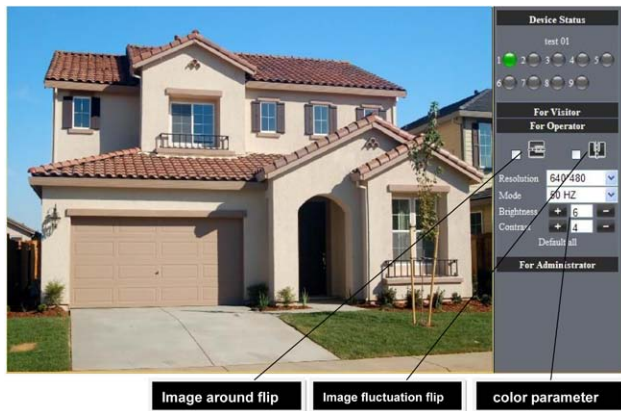 Device Status
test 01
1 2 3 4 5
6 7 8 9
For Visitor
For Operator
Resolution 640*480
Mode 50 HZ
Brightness + 6 -
Contrast + 4 -
Default all
For Administrator
Image around flip
Image fluctuation flip
color parameter